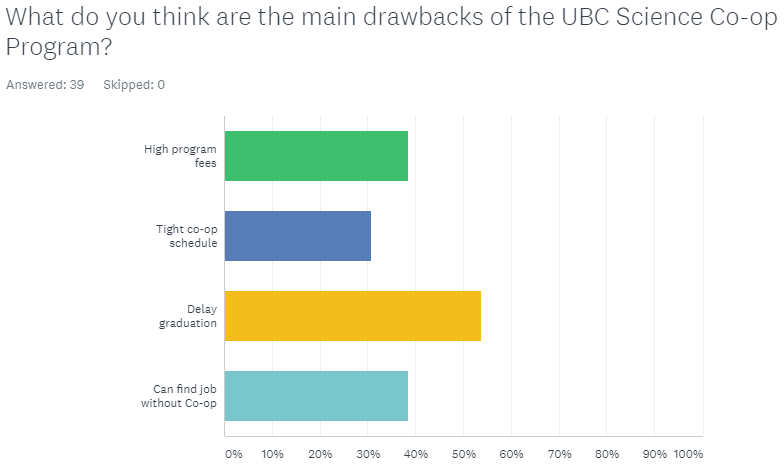 What do you think are the main drawbacks of the UBC Science Co-op
Program?
Answered: 39 Skipped: 0
High program
fees
Tight co-op
schedule
Delay
graduation
Can find job
without Co-op
0% 10% 20% 30% 40% 50% 60% 70% 80% 90% 100%